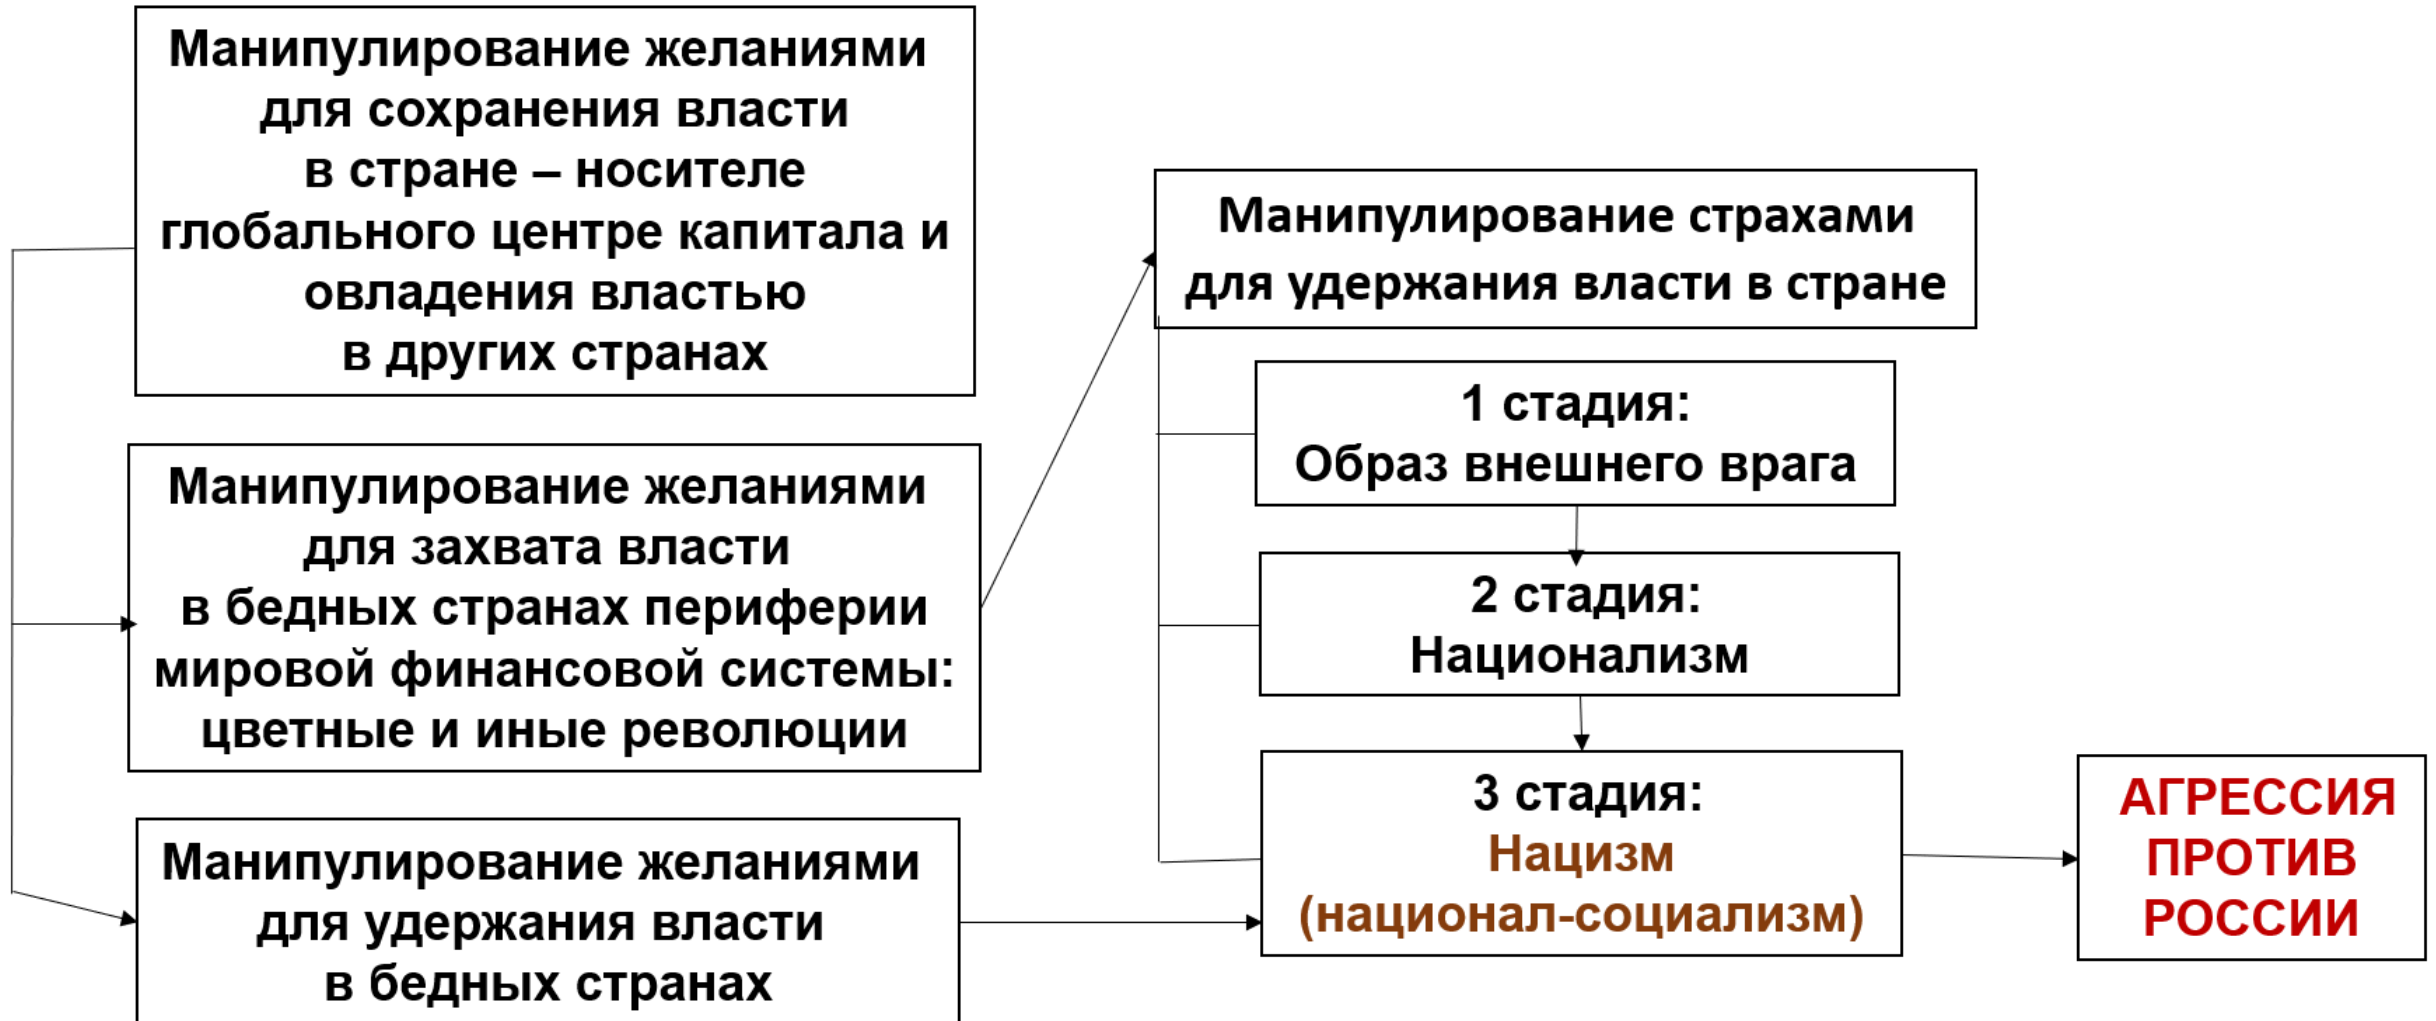 Манипулирование желаниями
для сохранения власти
в стране – носителе
глобального центре капитала и
овладения властью
в других странах
Манипулирование желаниями
для захвата власти
в бедных странах периферии
мировой финансовой системы:
цветные и иные революции
Манипулирование желаниями
для удержания власти
в бедных странах
Манипулирование страхами
для удержания власти в стране
1 стадия:
Образ внешнего врага
2 стадия:
Национализм
3 стадия:
Нацизм
(национал-социализм)
АГРЕССИЯ
ПРОТИВ
РОССИИ